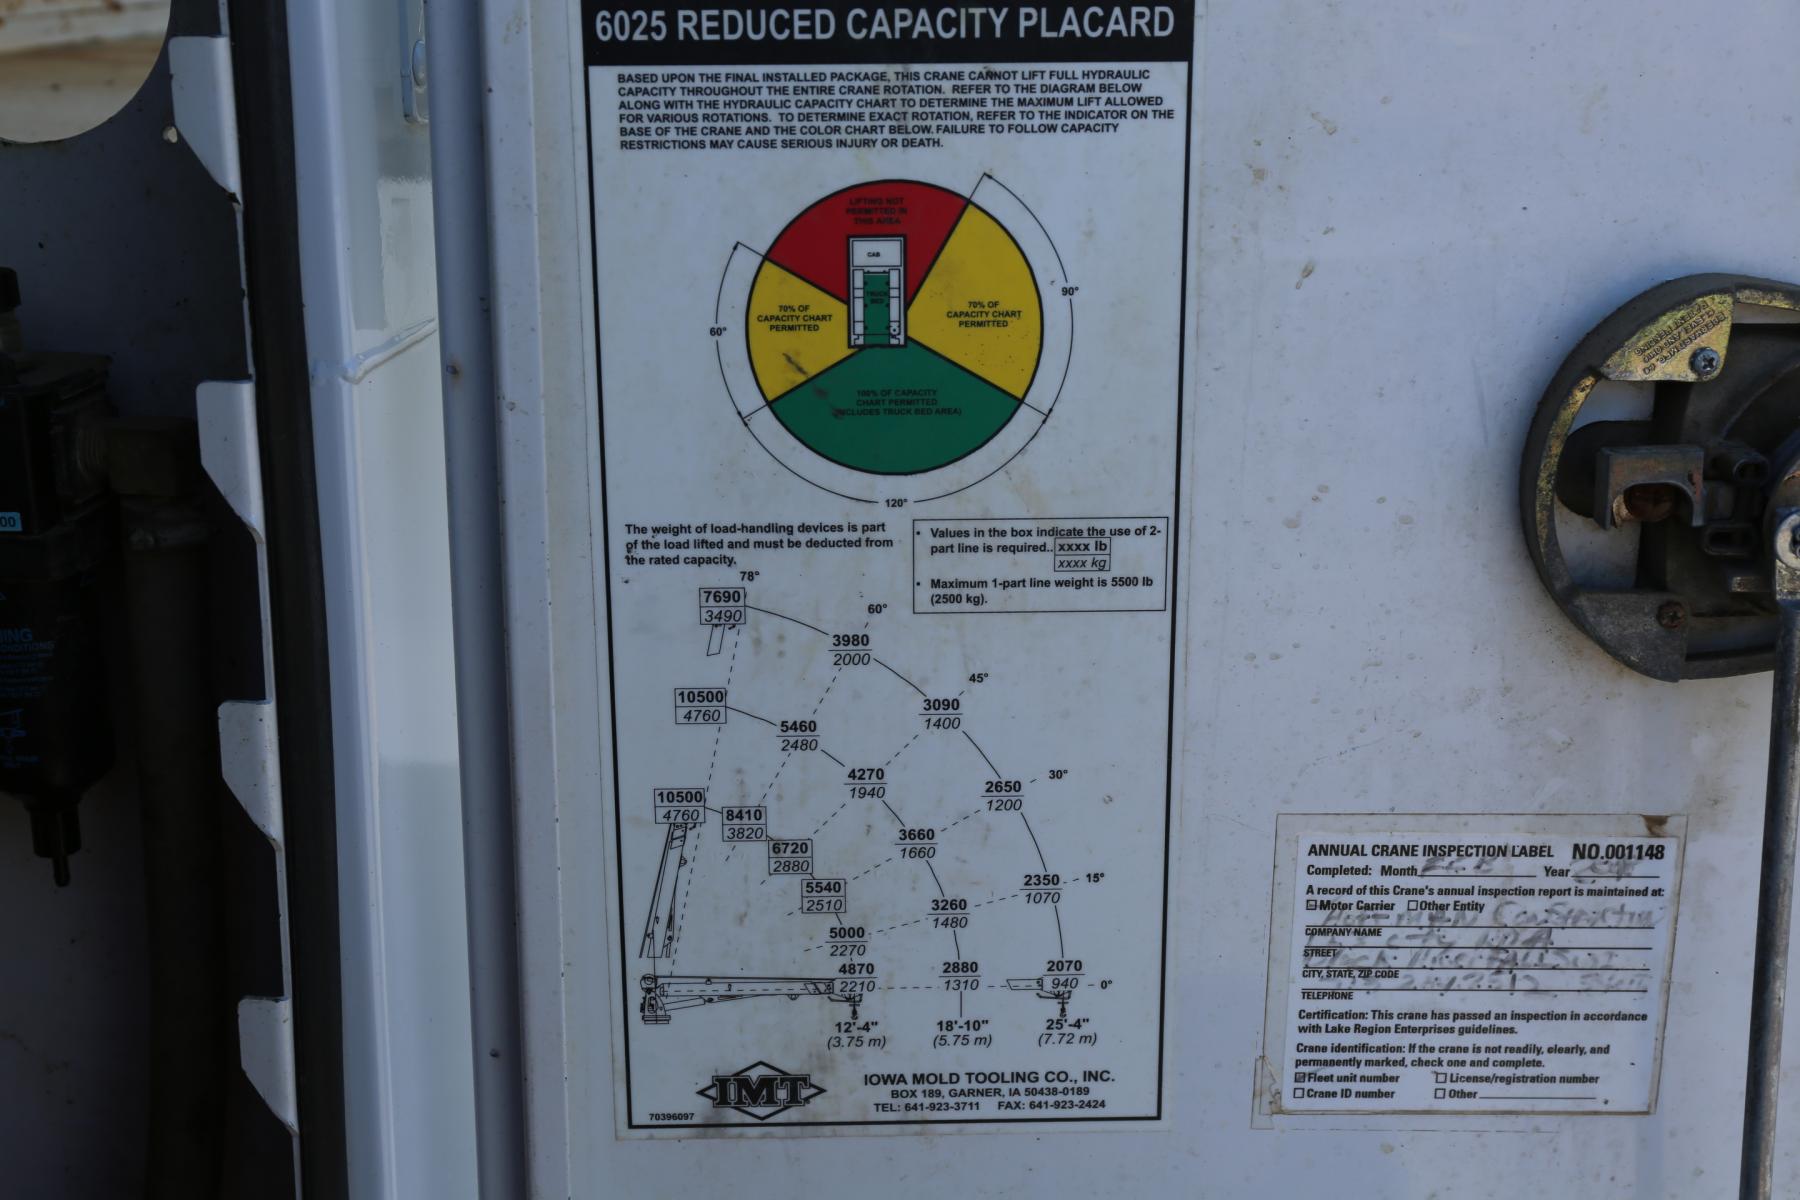 6025 REDUCED CAPACITY PLACARD
BASED UPON THE FINAL INSTALLED PACKAGE, THIS CRANE CANNOT LIFT FULL HYDRAULIC
CAPACITY THROUGHOUT THE ENTIRE CRANE ROTATION. REFER TO THE DIAGRAM BELOW
ALONG WITH THE HYDRAULIC CAPACITY CHART TO DETERMINE THE MAXIMUM LIFT ALLOWED
FOR VARIOUS ROTATIONS. TO DETERMINE EXACT ROTATION, REFER TO THE INDICATOR ON THE
BASE OF THE CRANE AND THE COLOR CHART BELOW. FAILURE TO FOLLOW CAPACITY
RESTRICTIONS MAY CAUSE SERIOUS INJURY OR DEATH.
LIFTING NOT
PERMITTED IN
THIS AREA
CAB
TRUCK
BED
70% OF
CAPACITY CHART
PERMITTED
70% OF
CAPACITY CHART
PERMITTED
60°
90°
100% OF CAPACITY
CHART PERMITTED
(INCLUDES TRUCK BED AREA)
120°
The weight of load-handling devices is part
of the load lifted and must be deducted from
the rated capacity.
• Values in the box indicate the use of 2-
part line is required.. xxxx lb
xxxx kg
• Maximum 1-part line weight is 5500 lb
(2500 kg).
78°
7690
3490
60°
3980
2000
45°
10500
4760
3090
1400
5460
2480
4270
1940
30°
2650
1200
10500
4760
8410
3820
3660
1660
6720
2880
15°
5540
2510
2350
1070
3260
1480
5000
2270
4870
2210
2880
1310
2070
940
0°
12'-4"
(3.75 m)
18'-10"
(5.75 m)
25'-4"
(7.72 m)
IMT
IOWA MOLD TOOLING CO., INC.
BOX 189, GARNER, IA 50438-0189
TEL: 641-923-3711 FAX: 641-923-2424
70396097
ANNUAL CRANE INSPECTION LABEL NO.001148
Completed: Month Year
A record of this Crane's annual inspection report is maintained at:
Motor Carrier Other Entity
COMPANY NAME
STREET
CITY, STATE, ZIP CODE
TELEPHONE
Certification: This crane has passed an inspection in accordance
with Lake Region Enterprises guidelines.
Crane identification: If the crane is not readily, clearly, and
permanently marked, check one and complete.
Fleet unit number License/registration number
Crane ID number Other